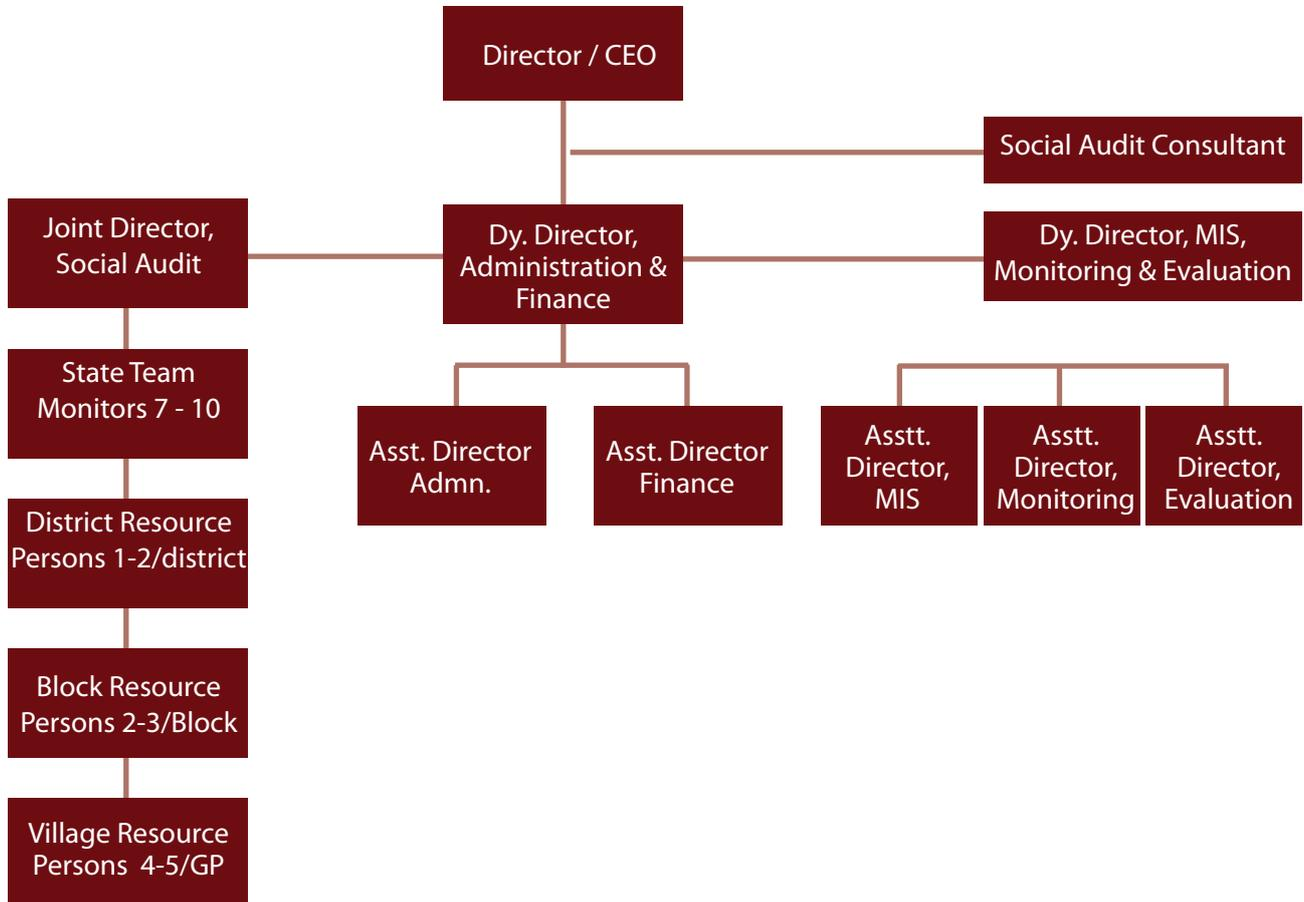 Director / CEO
Social Audit Consultant
Joint Director,
Social Audit
Dy. Director,
Administration &
Finance
Dy. Director, MIS,
Monitoring & Evaluation
State Team
Monitors 7 - 10
District Resource
Persons 1-2/district
Block Resource
Persons 2-3/Block
Village Resource
Persons 4-5/GP
Asst. Director
Admn.
Asst. Director
Finance
Asstt.
Director,
MIS
Asstt.
Director,
Monitoring
Asstt.
Director,
Evaluation